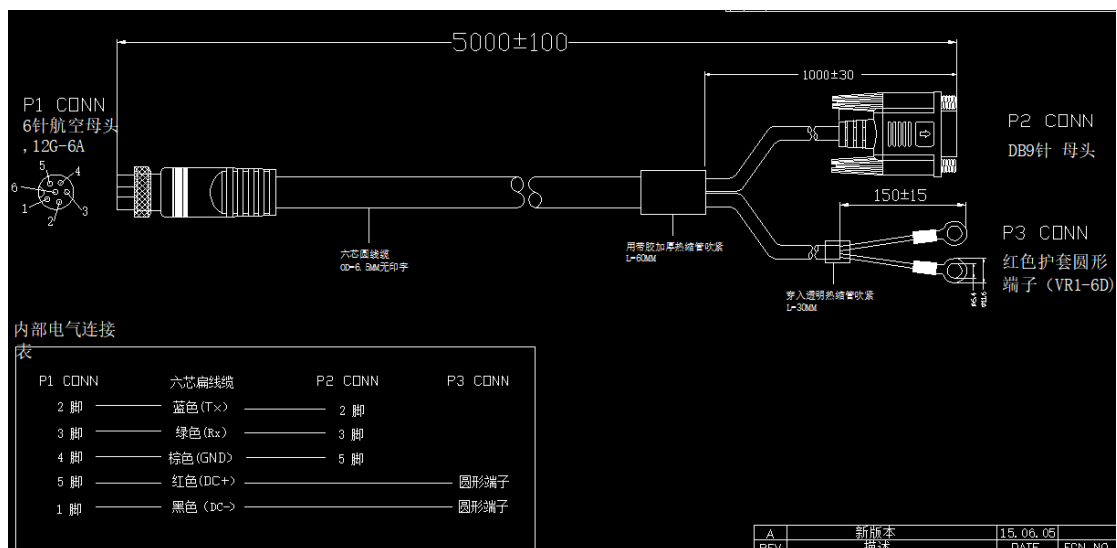 5000±100
1000±30
P1 CONN
6针航空母头
,12G-6A
5
4
6
1
3
2
P2 CONN
DB9针 母头
150±15
P3 CONN
红色护套圆形
端子（VR1-6D）
六芯圆线缆
OD=6.5MM无印字
用带胶加厚热缩管吹紧
L=60MM
穿入透明热缩管吹紧
L=30MM
内部电气连接
表
P1 CONN 六芯扁线缆 P2 CONN P3 CONN
2 脚 蓝色(Tx) 2 脚
3 脚 绿色(Rx) 3 脚
4 脚 棕色(GND) 5 脚
5 脚 红色(DC+) 圆形端子
1 脚 黑色 (DC-) 圆形端子
A 新版本 15.06.05
REV 描述 DATE ECN NO